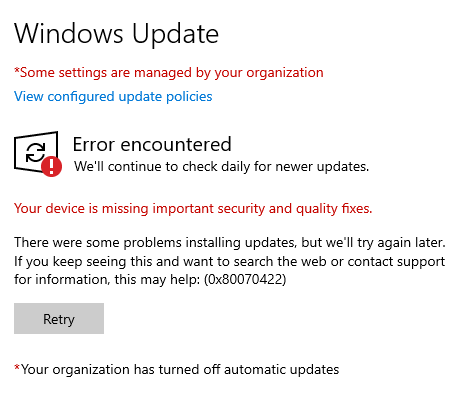 Windows Update
*Some settings are managed by your organization
View configured update policies
Error encountered
We'll continue to check daily for newer updates.
Your device is missing important security and quality fixes.
There were some problems installing updates, but we'll try again later.
If you keep seeing this and want to search the web or contact support
for information, this may help: (0x80070422)
Retry
*Your organization has turned off automatic updates